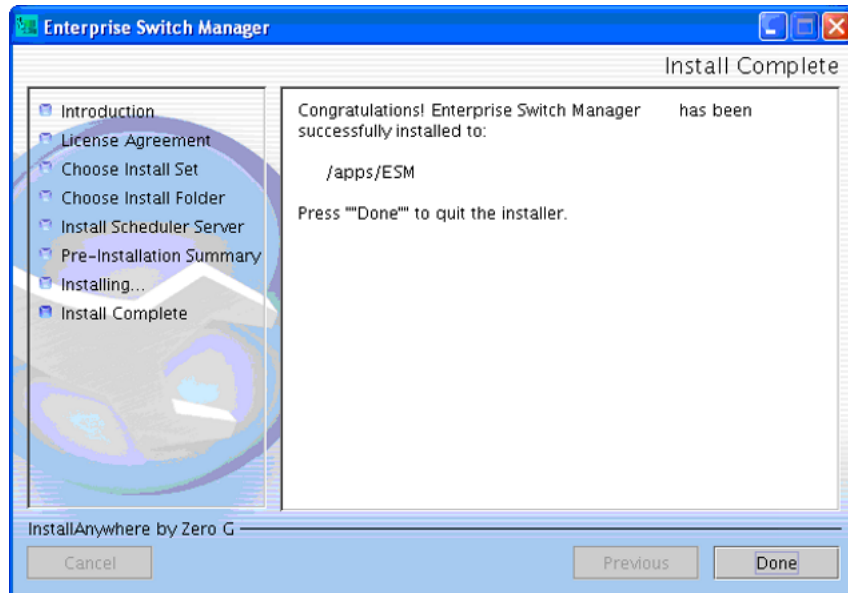 Enterprise Switch Manager
Install Complete
Introduction
License Agreement
Choose Install Set
Choose Install Folder
Install Scheduler Server
Pre-Installation Summary
Installing...
Install Complete
Congratulations! Enterprise Switch Manager has been
successfully installed to:
/apps/ESM
Press ""Done"" to quit the installer.
InstallAnywhere by Zero G
Cancel
Previous
Done